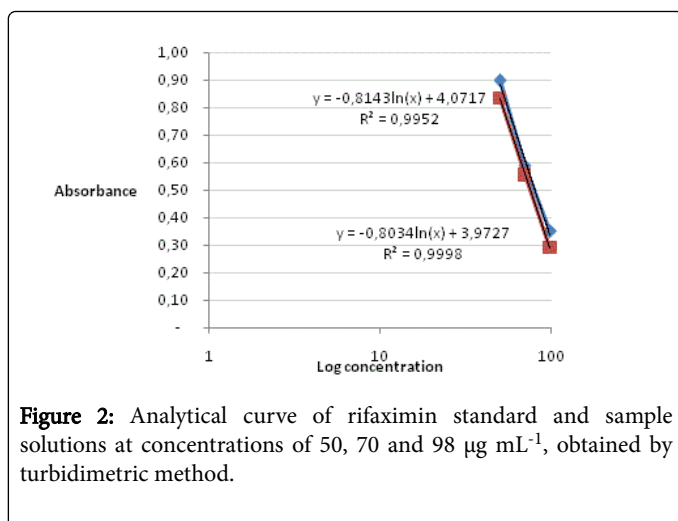 1,00
0,90
0,80
0,70
0,60
0,50
0,40
0,30
0,20
0,10
-
Absorbance
y = -0,8143ln(x) + 4,0717
R² = 0,9952
y = -0,8034ln(x) + 3,9727
R² = 0,9998
1 10 100
Log concentration
Figure 2: Analytical curve of rifaximin standard and sample
solutions at concentrations of 50, 70 and 98 µg mL⁻¹, obtained by
turbidimetric method.